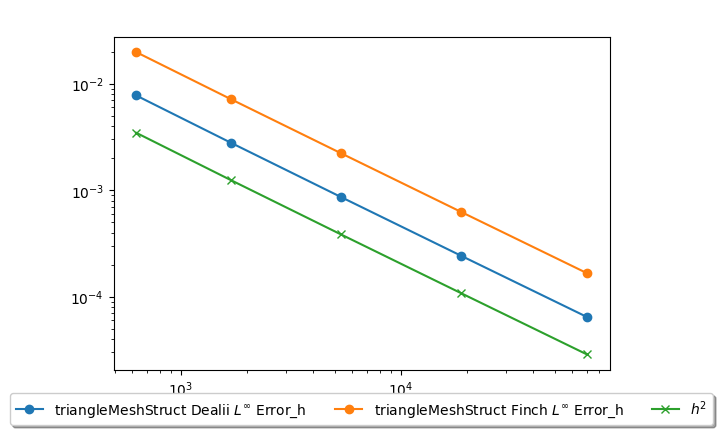 10⁻²
10⁻³
10⁻⁴
10³ 10⁴
triangleMeshStruct Dealii L∞ Error_h triangleMeshStruct Finch L∞ Error_h h²